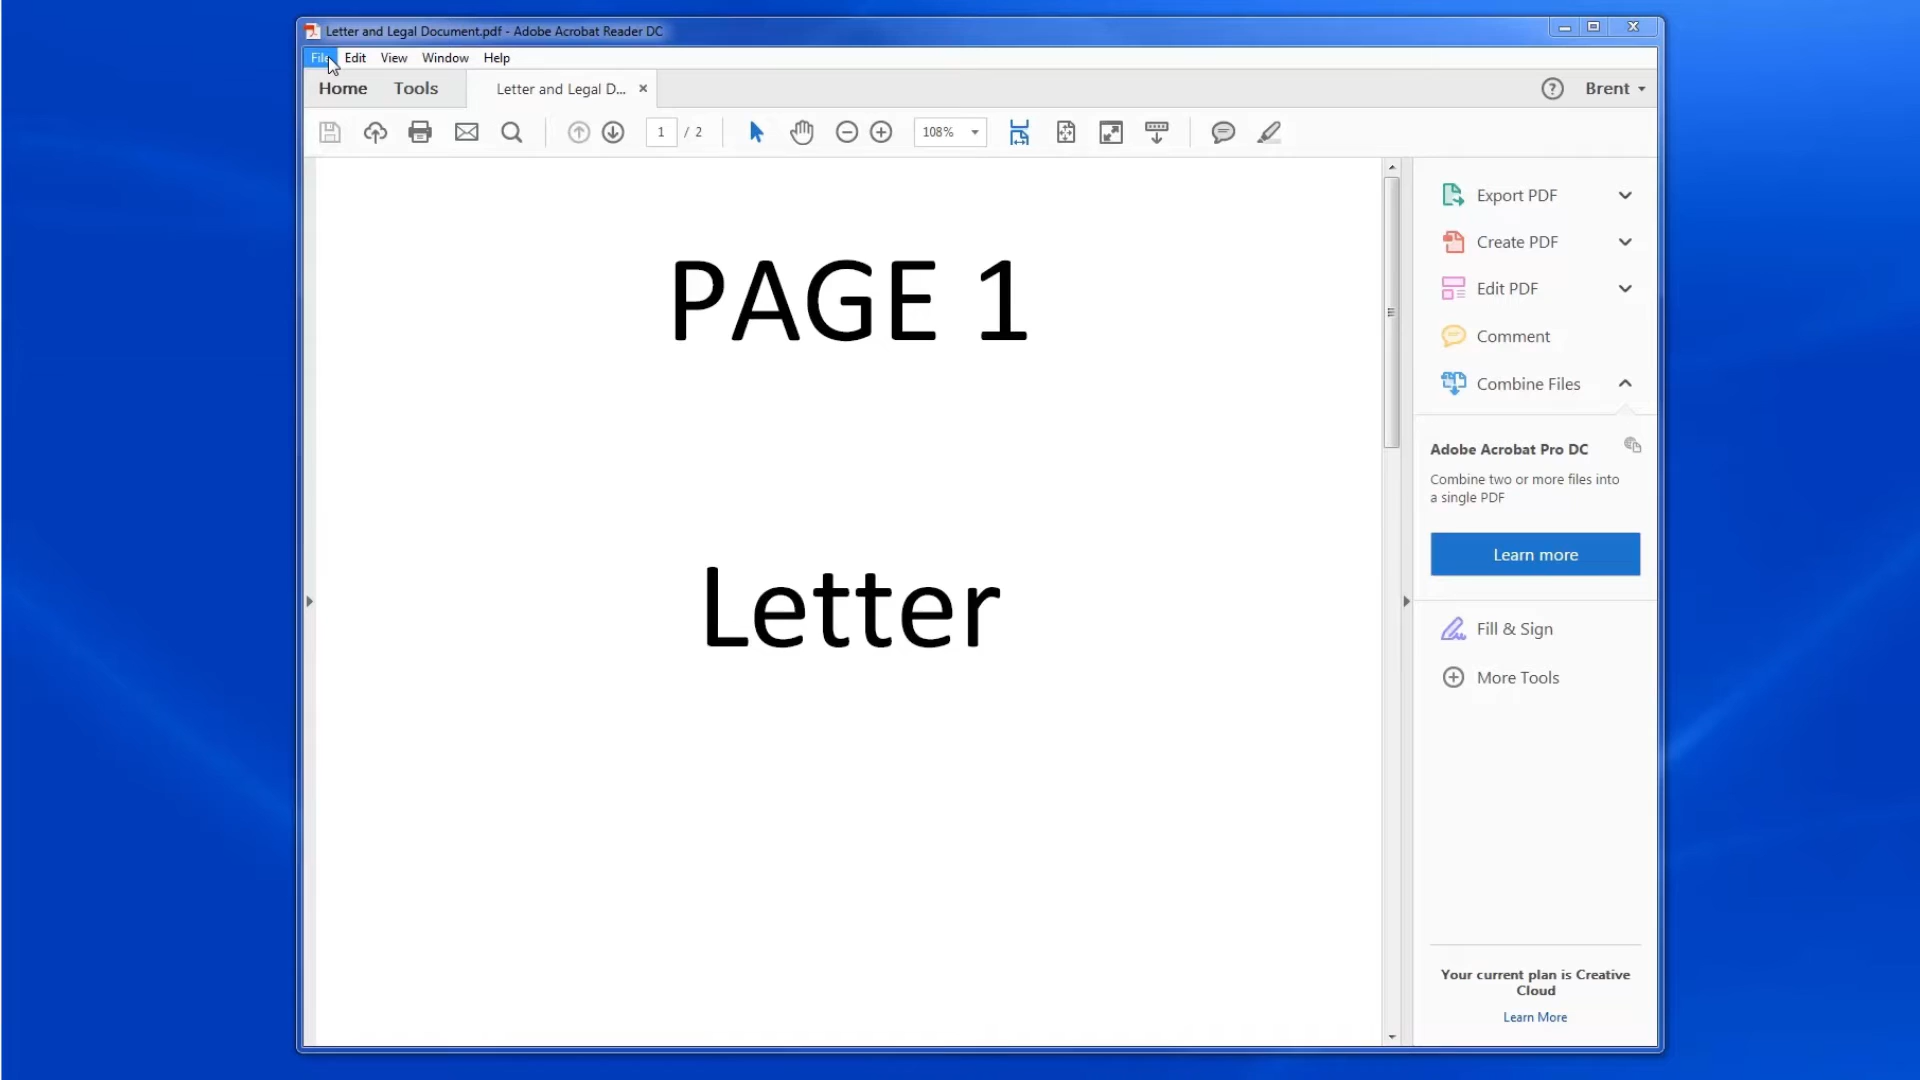 Letter and Legal Document.pdf - Adobe Acrobat Reader DC
File Edit View Window Help
Home Tools Letter and Legal D... Brent
1 / 2 108%
PAGE 1
Letter
Export PDF
Create PDF
Edit PDF
Comment
Combine Files
Adobe Acrobat Pro DC
Combine two or more files into
a single PDF
Learn more
Fill & Sign
More Tools
Your current plan is Creative
Cloud
Learn More